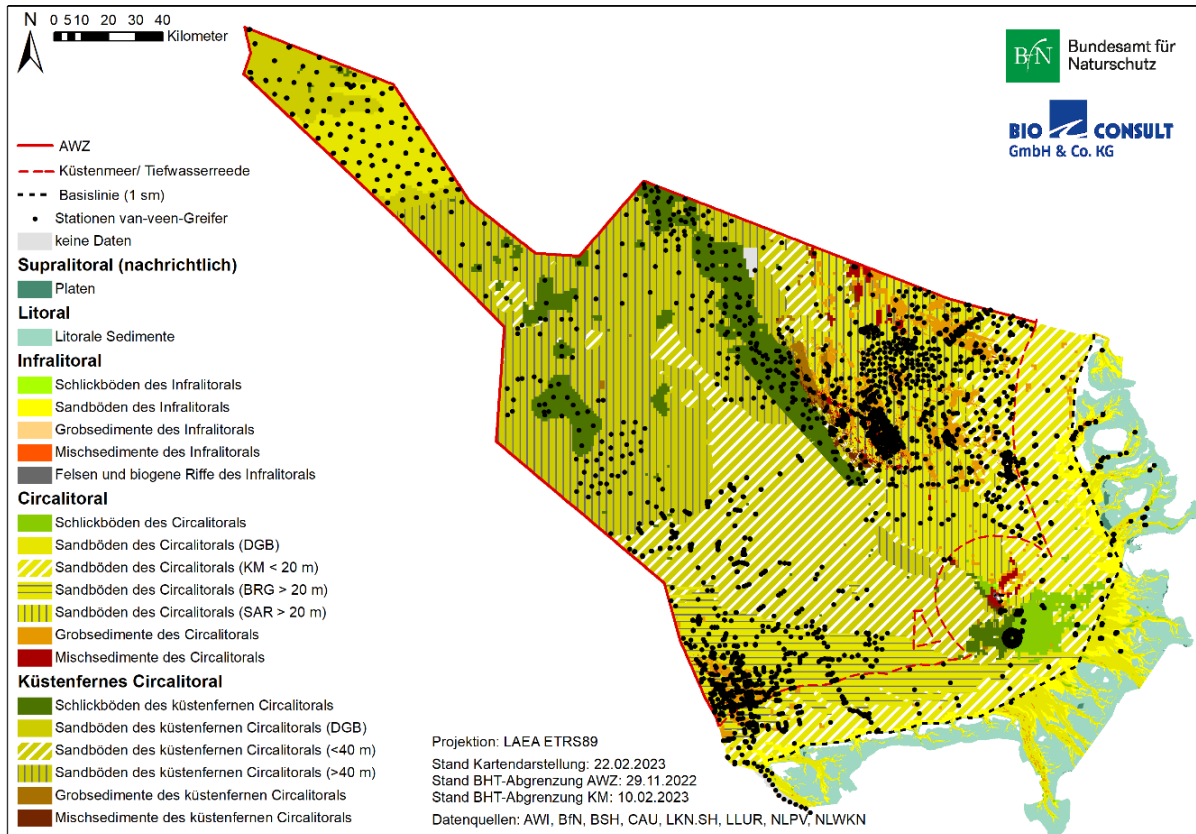 N
0 5 10 20 30 40
Kilometer
AWZ
Küstenmeer/ Tiefwasserreede
Basislinie (1 sm)
Stationen van-veen-Greifer
keine Daten
Supralitoral (nachrichtlich)
Platen
Litoral
Litorale Sedimente
Infralitoral
Schlickböden des Infralitorals
Sandböden des Infralitorals
Grobsedimente des Infralitorals
Mischsedimente des Infralitorals
Felsen und biogene Riffe des Infralitorals
Circalitoral
Schlickböden des Circalitorals
Sandböden des Circalitorals (DGB)
Sandböden des Circalitorals (KM < 20 m)
Sandböden des Circalitorals (BRG > 20 m)
Sandböden des Circalitorals (SAR > 20 m)
Grobsedimente des Circalitorals
Mischsedimente des Circalitorals
Küstenfernes Circalitoral
Schlickböden des küstenfernen Circalitorals
Sandböden des küstenfernen Circalitorals (DGB)
Sandböden des küstenfernen Circalitorals (<40 m)
Sandböden des küstenfernen Circalitorals (>40 m)
Grobsedimente des küstenfernen Circalitorals
Mischsedimente des küstenfernen Circalitorals
BfN
Bundesamt für
Naturschutz
BIO CONSULT
GmbH & Co. KG
Projektion: LAEA ETRS89
Stand Kartendarstellung: 22.02.2023
Stand BHT-Abgrenzung AWZ: 29.11.2022
Stand BHT-Abgrenzung KM: 10.02.2023
Datenquellen: AWI, BfN, BSH, CAU, LKN.SH, LLUR, NLPV, NLWKN